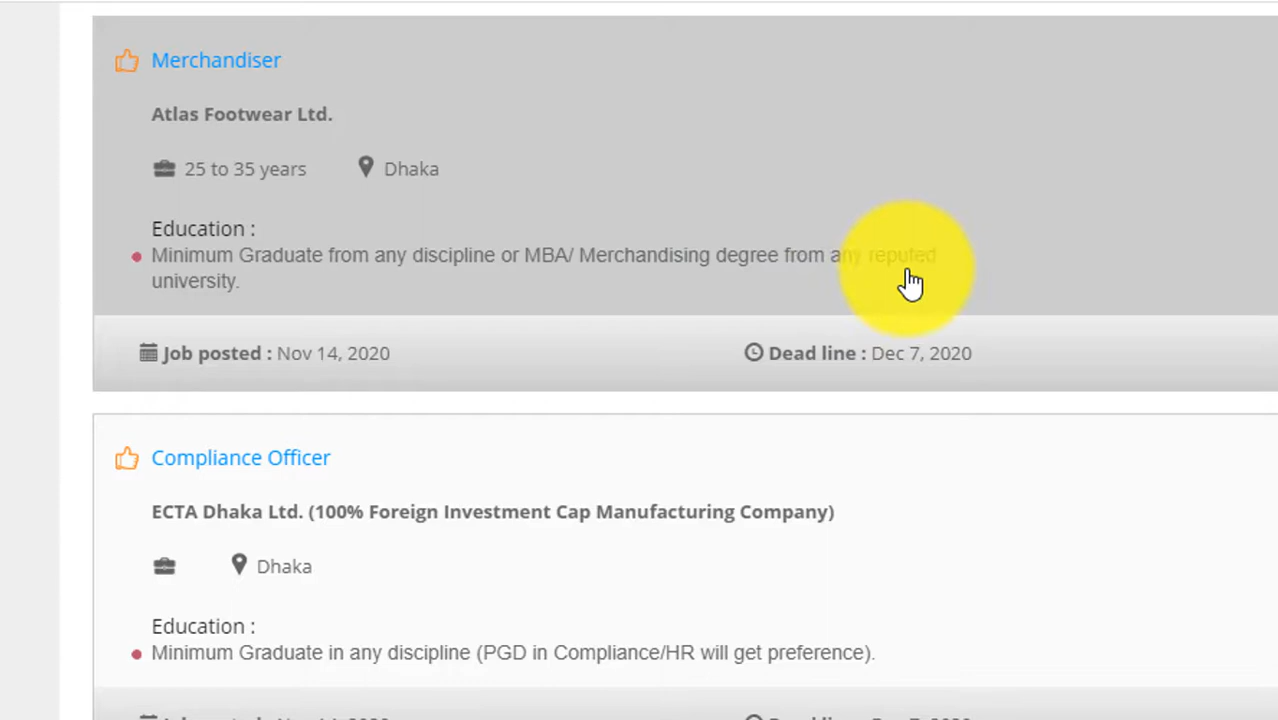 Merchandiser
Atlas Footwear Ltd.
25 to 35 years Dhaka
Education :
Minimum Graduate from any discipline or MBA/ Merchandising degree from any reputed
university.
Job posted : Nov 14, 2020 Dead line : Dec 7, 2020
Compliance Officer
ECTA Dhaka Ltd. (100% Foreign Investment Cap Manufacturing Company)
Dhaka
Education :
Minimum Graduate in any discipline (PGD in Compliance/HR will get preference).